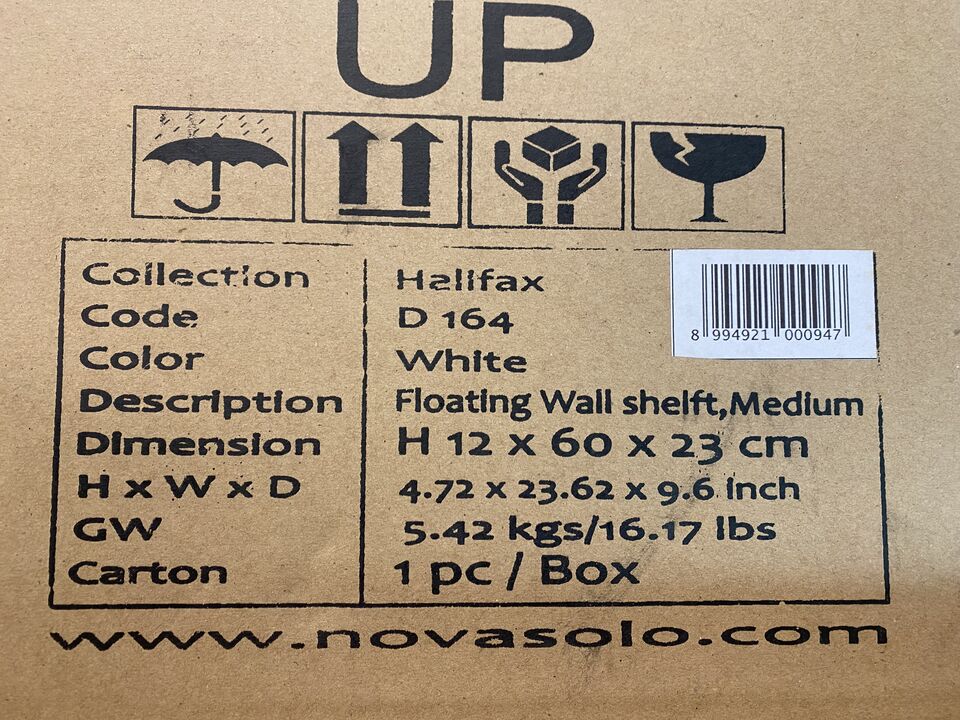 UP
Collection Halifax
Code D 164
8 994921 000947
Color White
Description Floating Wall shelft,Medium
Dimension H 12 x 60 x 23 cm
H x W x D 4.72 x 23.62 x 9.6 inch
GW 5.42 kgs/16.17 lbs
Carton 1 pc / Box
www.novasolo.com